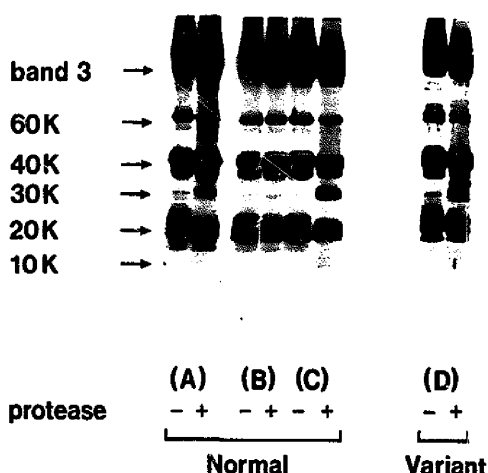 band 3
60K
40K
30K
20K
10K
(A) (B) (C) (D)
protease - + - + - + - +
Normal Variant